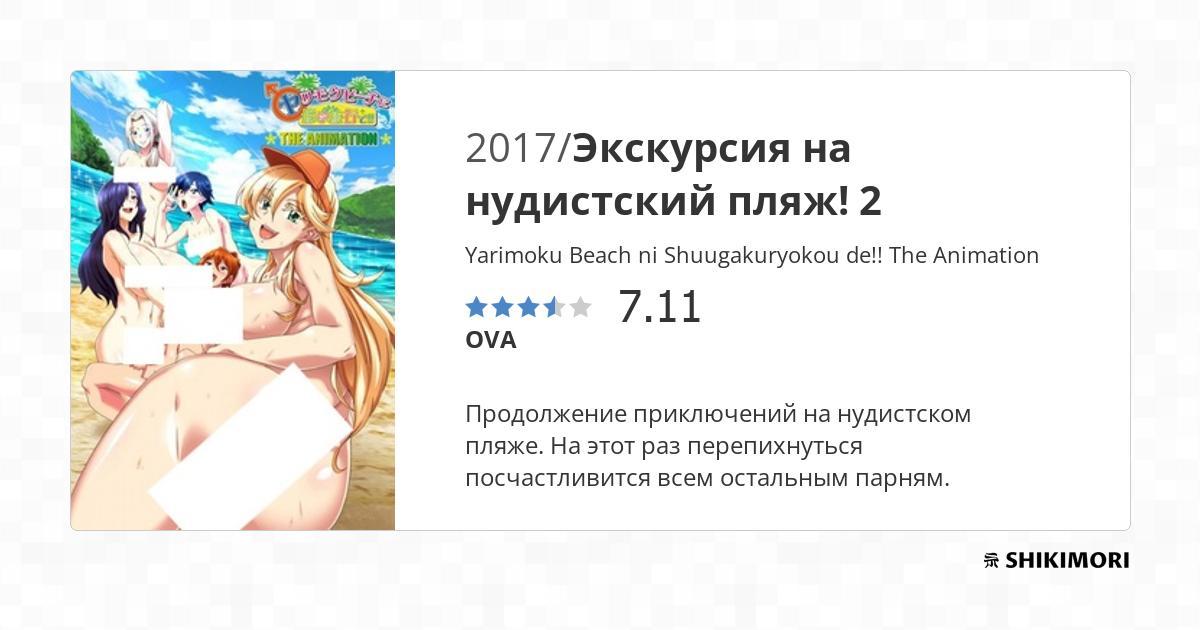 THE ANIMATION
2017/Экскурсия на
нудистский пляж! 2
Yarimoku Beach ni Shuugakuryokou de!! The Animation
7.11
OVA
Продолжение приключений на нудистском
пляже. На этот раз перепихнуться
посчастливится всем остальным парням.
SHIKIMORI